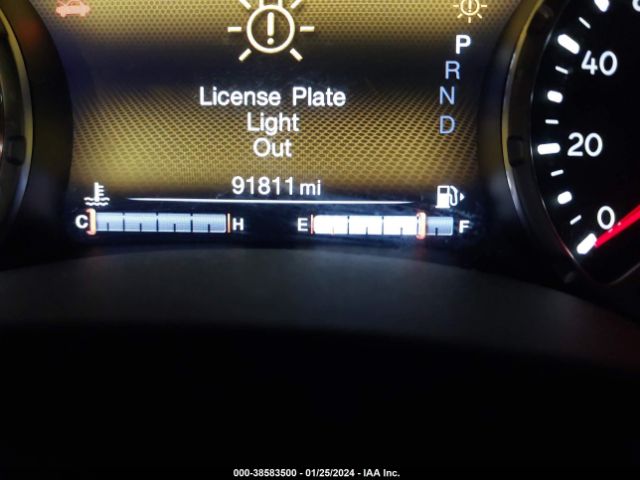 P
R
License Plate
N
Light
D
Out
91811 mi
C H E F
40
20
0
000-38583500 - 01/25/2024 - IAA Inc.